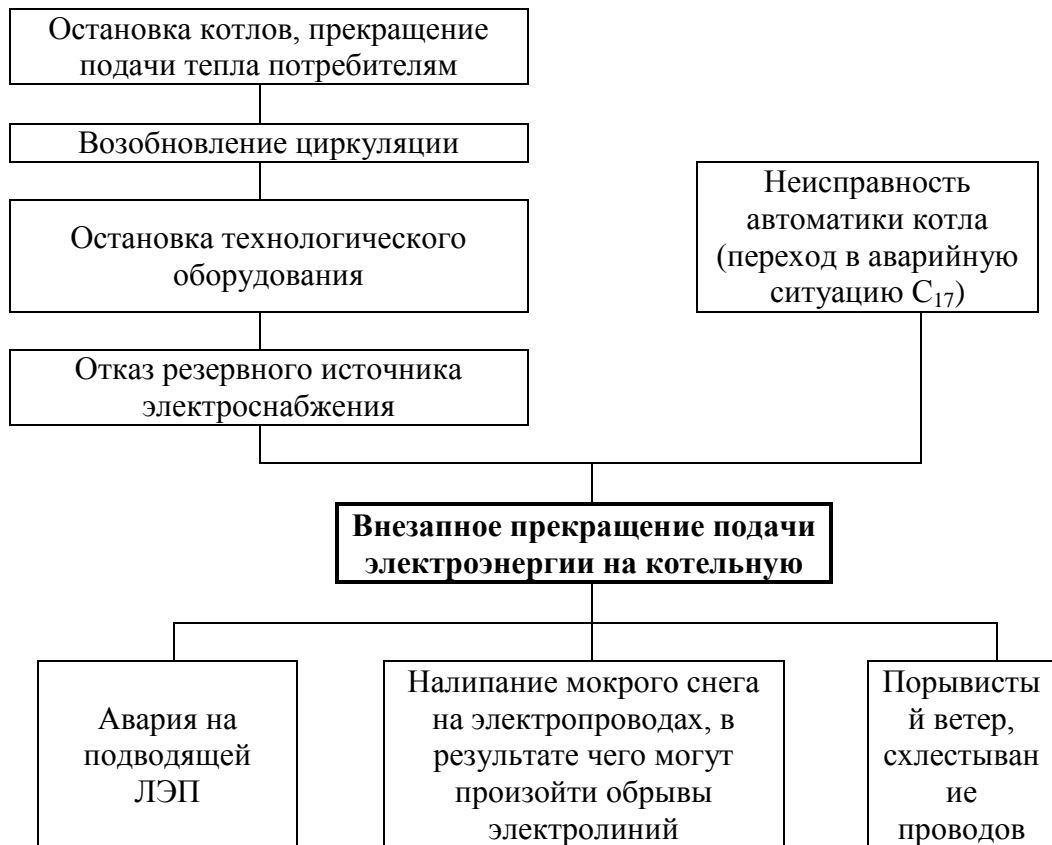 Остановка котлов, прекращение
подачи тепла потребителям
Возобновление циркуляции
Остановка технологического
оборудования
Неисправность
автоматики котла
(переход в аварийную
ситуацию С₁₇)
Отказ резервного источника
электроснабжения
Внезапное прекращение подачи
электроэнергии на котельную
Авария на
подводящей
ЛЭП
Налипание мокрого снега
на электропроводах, в
результате чего могут
произойти обрывы
электролиний
Порывисты
й ветер,
схлестыван
ие
проводов